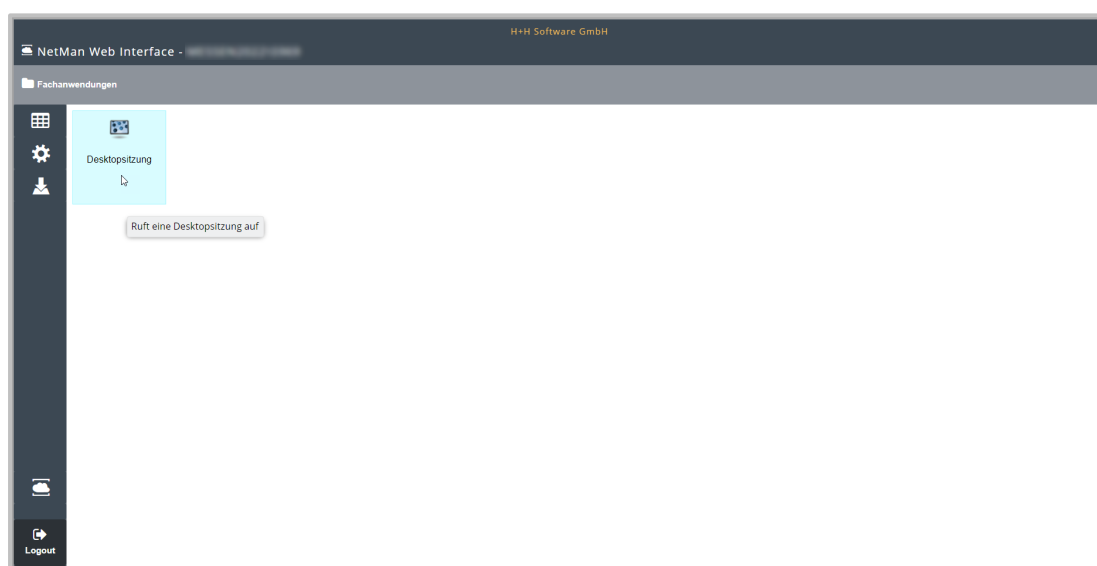 H+H Software GmbH
NetMan Web Interface -
Fachanwendungen
Desktopsitzung
Ruft eine Desktopsitzung auf
Logout